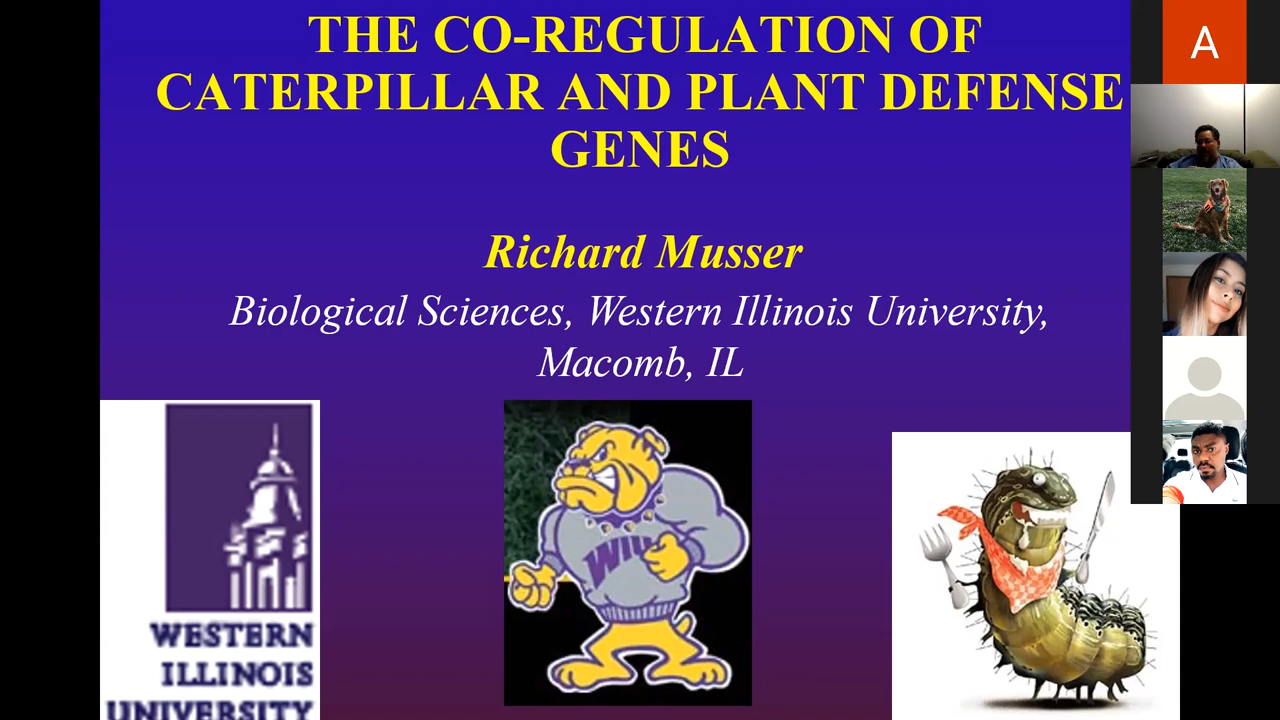 THE CO-REGULATION OF
CATERPILLAR AND PLANT DEFENSE
GENES
Richard Musser
Biological Sciences, Western Illinois University,
Macomb, IL
WESTERN
ILLINOIS
UNIVERSITY
WIU
A